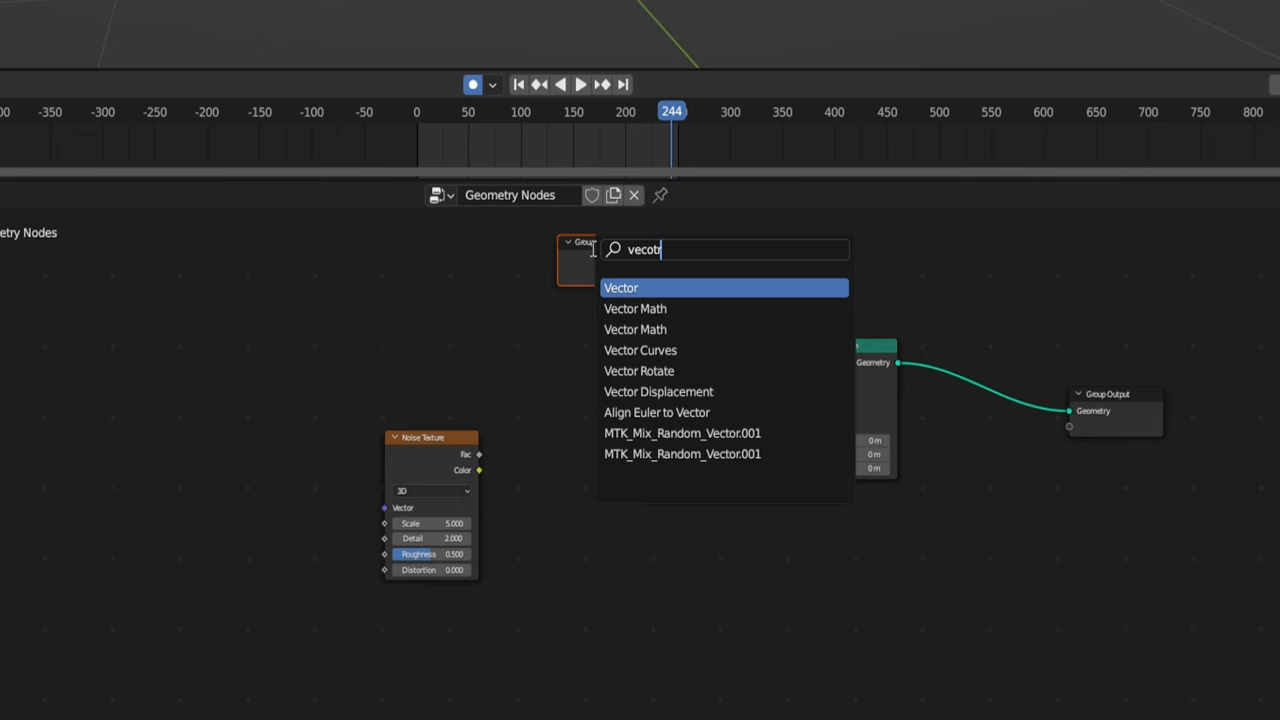 00 -350 -300 -250 -200 -150 -100 -50 0 50 100 150 200 244 300 350 400 450 500 550 600 650 700 750 800
Geometry Nodes
etry Nodes
Group
vecotr
Vector
Vector Math
Vector Math
Vector Curves
Vector Rotate
Vector Displacement
Align Euler to Vector
MTK_Mix_Random_Vector.001
MTK_Mix_Random_Vector.001
Geometry
0 m
0 m
0 m
Group Output
Geometry
Noise Texture
Fac
Color
3D
Vector
Scale 5.000
Detail 2.000
Roughness 0.500
Distortion 0.000